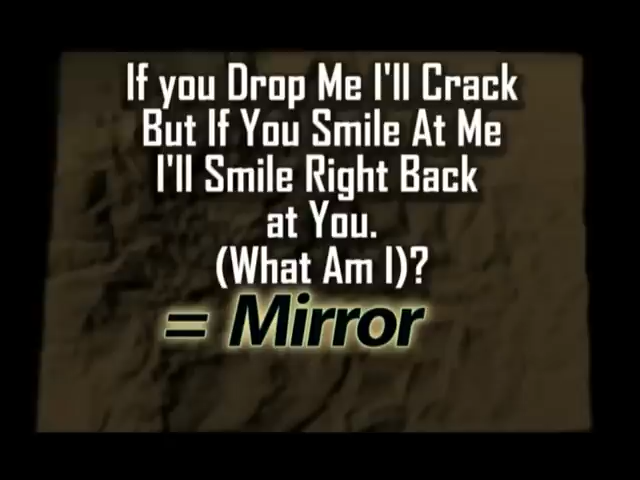 If you Drop Me I'll Crack
But If You Smile At Me
I'll Smile Right Back
at You.
(What Am I)?
= Mirror